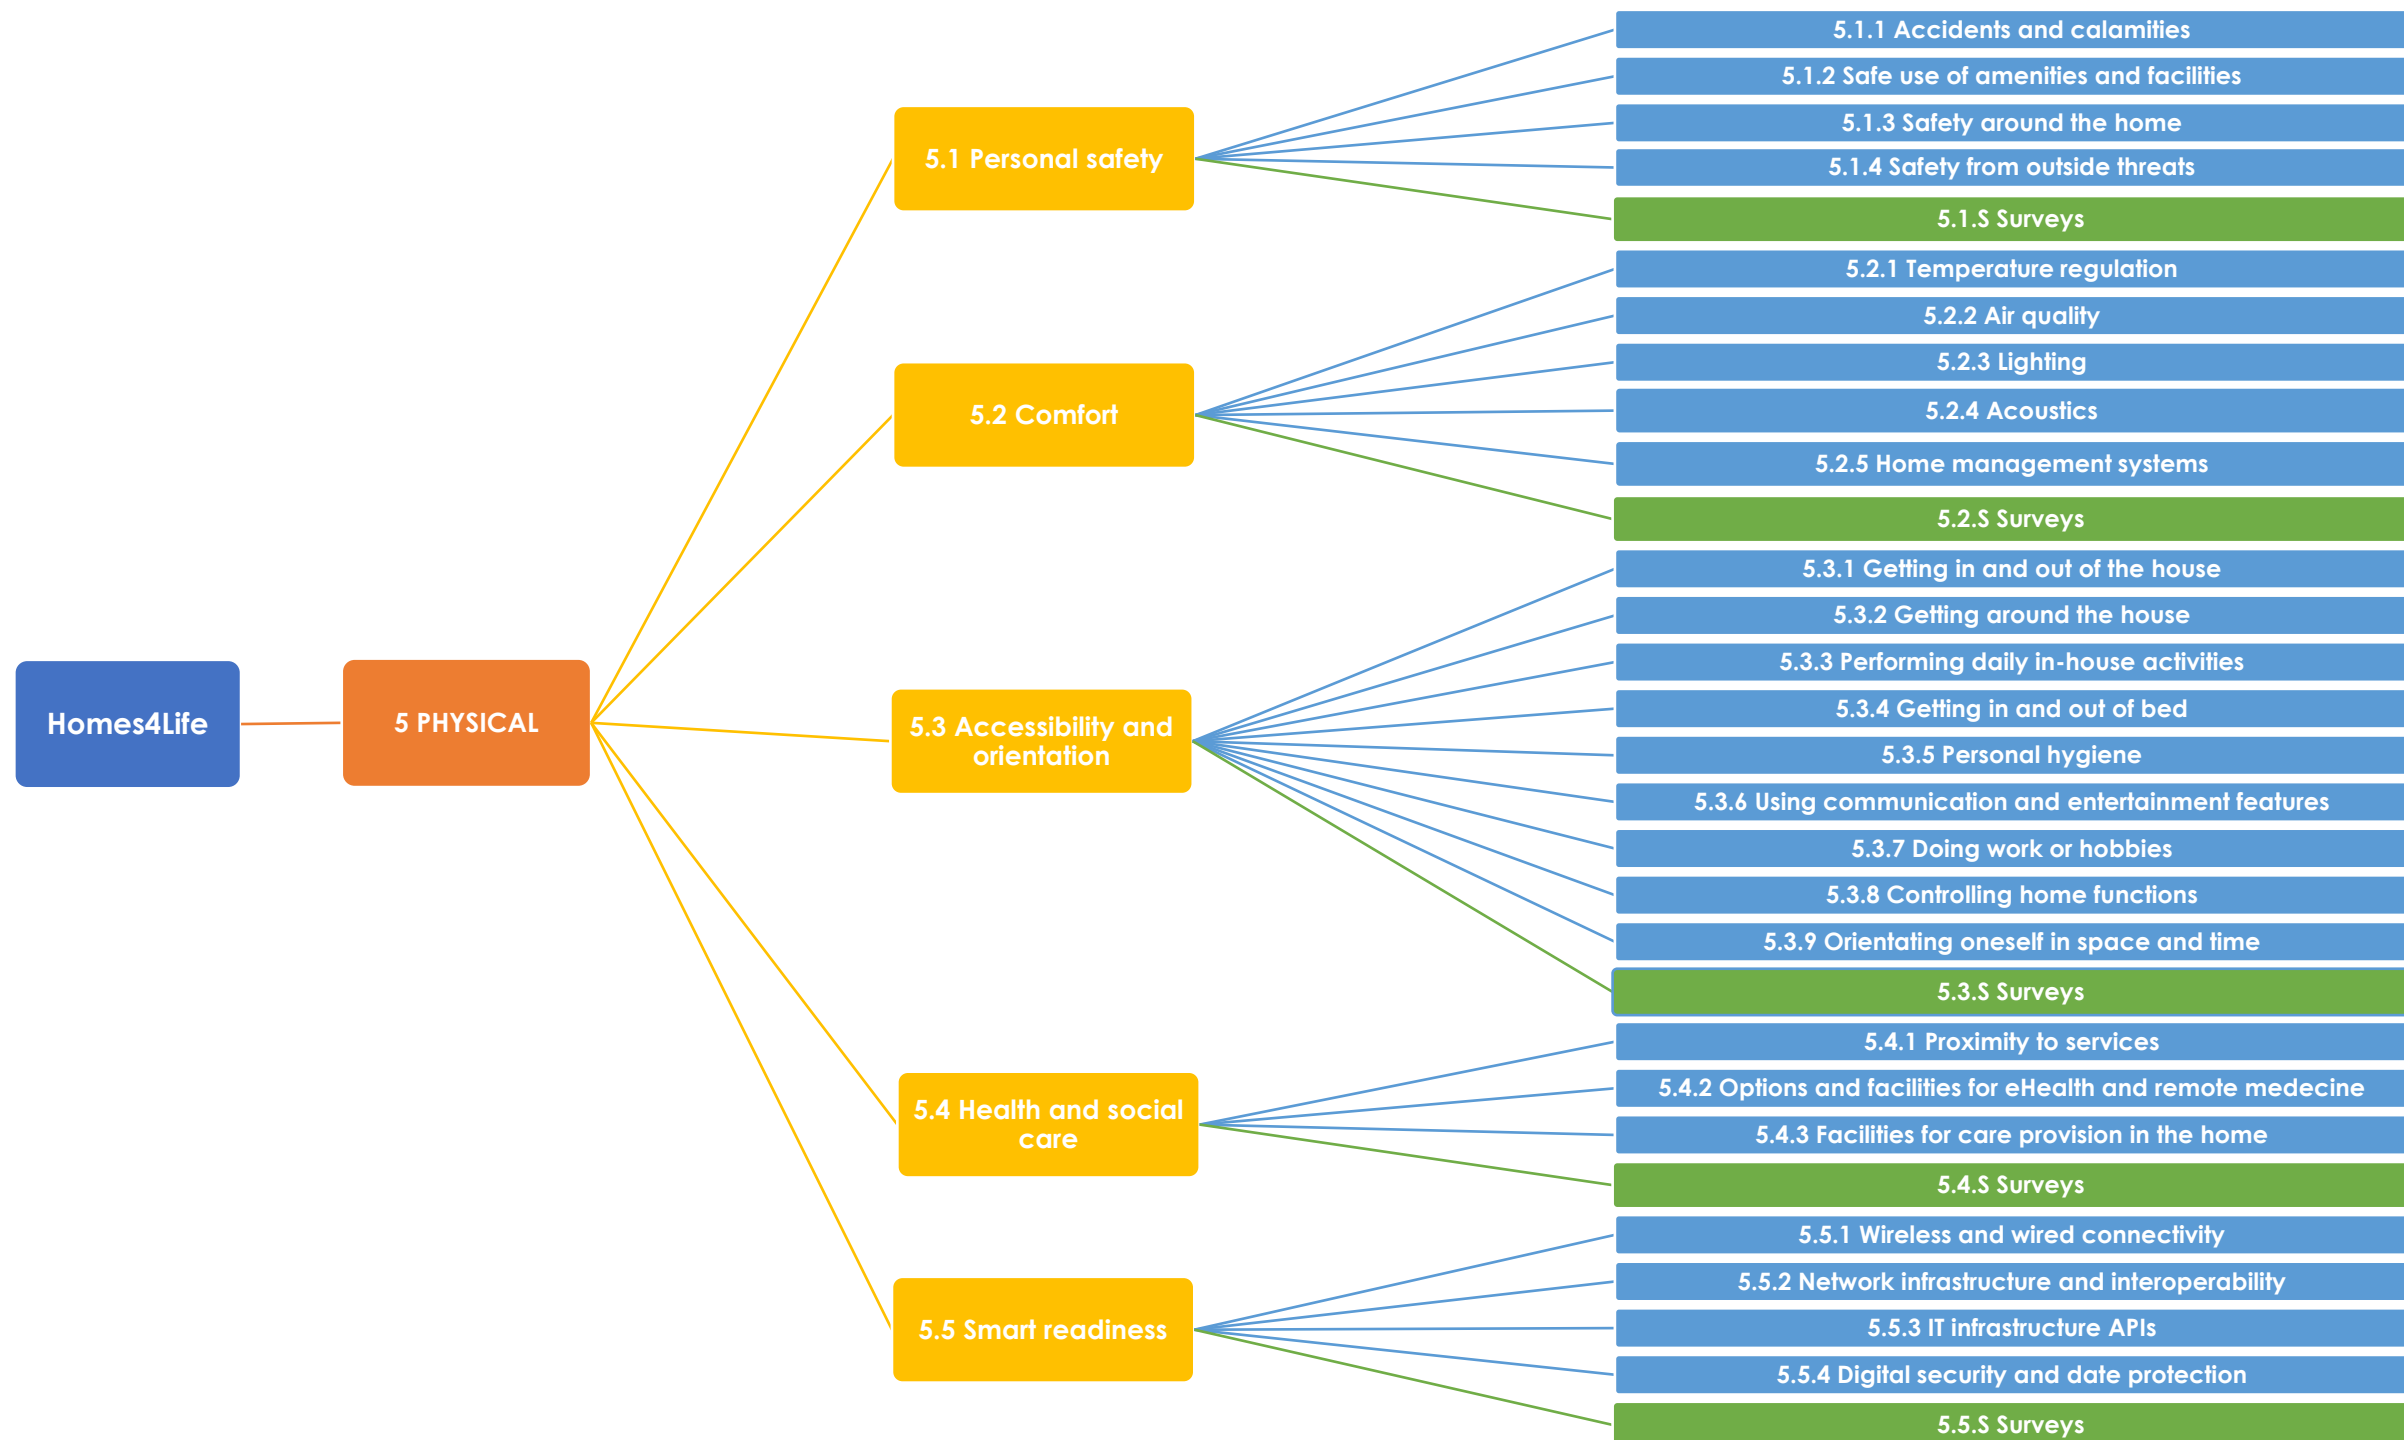 Homes4Life
5 PHYSICAL
5.1 Personal safety
5.1.1 Accidents and calamities
5.1.2 Safe use of amenities and facilities
5.1.3 Safety around the home
5.1.4 Safety from outside threats
5.1.S Surveys
5.2 Comfort
5.2.1 Temperature regulation
5.2.2 Air quality
5.2.3 Lighting
5.2.4 Acoustics
5.2.5 Home management systems
5.2.S Surveys
5.3 Accessibility and
orientation
5.3.1 Getting in and out of the house
5.3.2 Getting around the house
5.3.3 Performing daily in-house activities
5.3.4 Getting in and out of bed
5.3.5 Personal hygiene
5.3.6 Using communication and entertainment features
5.3.7 Doing work or hobbies
5.3.8 Controlling home functions
5.3.9 Orientating oneself in space and time
5.3.S Surveys
5.4 Health and social
care
5.4.1 Proximity to services
5.4.2 Options and facilities for eHealth and remote medecine
5.4.3 Facilities for care provision in the home
5.4.S Surveys
5.5 Smart readiness
5.5.1 Wireless and wired connectivity
5.5.2 Network infrastructure and interoperability
5.5.3 IT infrastructure APIs
5.5.4 Digital security and date protection
5.5.S Surveys